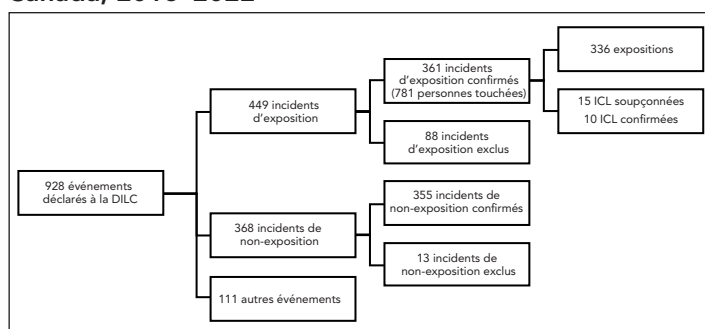 Canada,
928 événements
déclarés à la DILC
449 incidents
d'exposition
361 incidents
d'exposition confirmés
(781 personnes touchées)
336 expositions
15 ICL soupçonnées
10 ICL confirmées
88 incidents
d'exposition exclus
368 incidents de
non-exposition
355 incidents de
non-exposition confirmés
13 incidents de
non-exposition exclus
111 autres événements